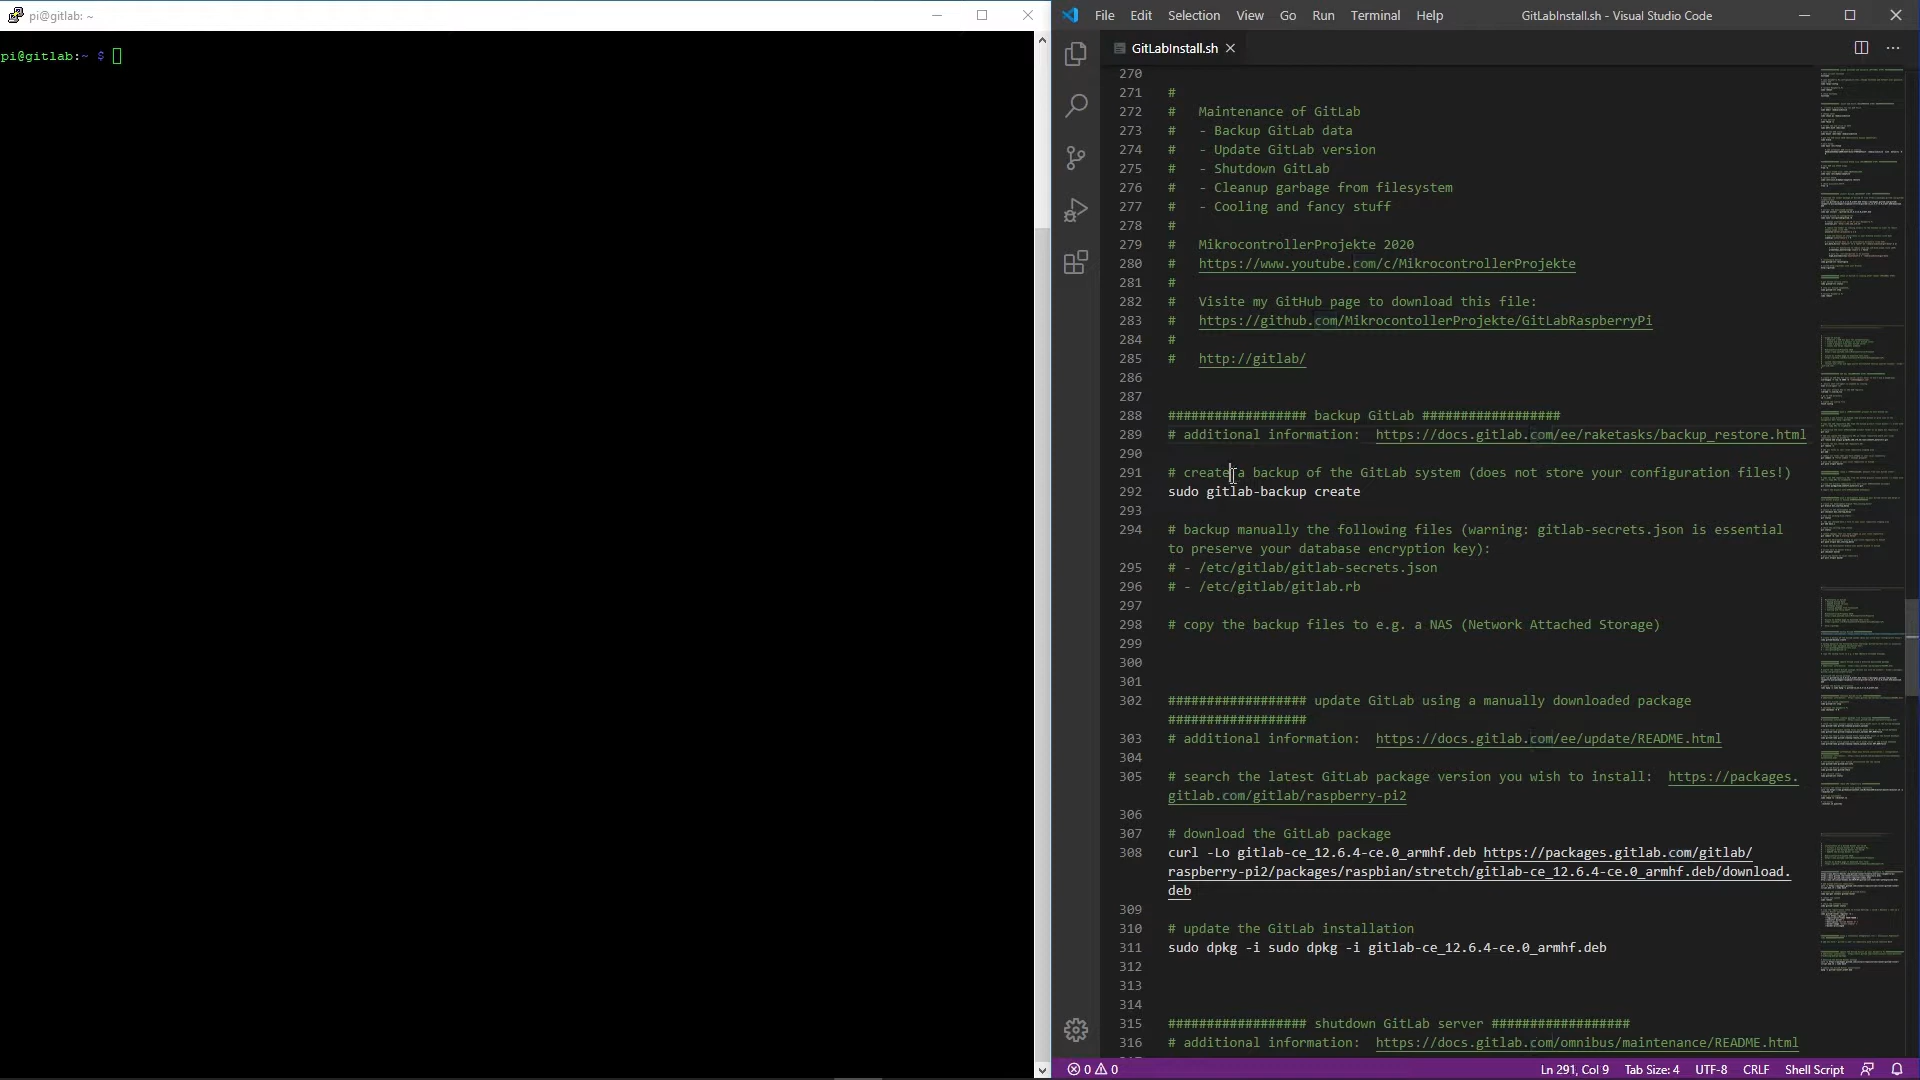 pi@gitlab: ~
pi@gitlab:~ $
File Edit Selection View Go Run Terminal Help
GitLabInstall.sh - Visual Studio Code
GitLabInstall.sh
270
271 #
272 # Maintenance of GitLab
273 # - Backup GitLab data
274 # - Update GitLab version
275 # - Shutdown GitLab
276 # - Cleanup garbage from filesystem
277 # - Cooling and fancy stuff
278 #
279 # MikrocontrollerProjekte 2020
280 # https://www.youtube.com/c/MikrocontrollerProjekte
281 #
282 # Visite my GitHub page to download this file:
283 # https://github.com/MikrocontollerProjekte/GitLabRaspberryPi
284 #
285 # http://gitlab/
286
287
288 ################## backup GitLab ##################
289 # additional information: https://docs.gitlab.com/ee/raketasks/backup_restore.html
290
291 # create a backup of the GitLab system (does not store your configuration files!)
292 sudo gitlab-backup create
293
294 # backup manually the following files (warning: gitlab-secrets.json is essential
to preserve your database encryption key):
295 # - /etc/gitlab/gitlab-secrets.json
296 # - /etc/gitlab/gitlab.rb
297
298 # copy the backup files to e.g. a NAS (Network Attached Storage)
299
300
301
302 ################## update GitLab using a manually downloaded package
##################
303 # additional information: https://docs.gitlab.com/ee/update/README.html
304
305 # search the latest GitLab package version you wish to install: https://packages.
gitlab.com/gitlab/raspberry-pi2
306
307 # download the GitLab package
308 curl -Lo gitlab-ce_12.6.4-ce.0_armhf.deb https://packages.gitlab.com/gitlab/
raspberry-pi2/packages/raspbian/stretch/gitlab-ce_12.6.4-ce.0_armhf.deb/download.
deb
309
310 # update the GitLab installation
311 sudo dpkg -i sudo dpkg -i gitlab-ce_12.6.4-ce.0_armhf.deb
312
313
314
315 ################## shutdown GitLab server ##################
316 # additional information: https://docs.gitlab.com/omnibus/maintenance/README.html
0 0
Ln 291, Col 9 Tab Size: 4 UTF-8 CRLF Shell Script